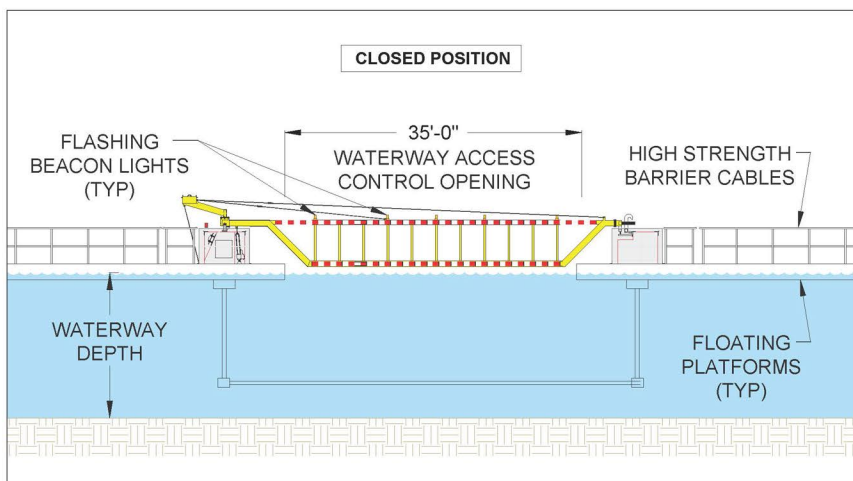 CLOSED POSITION
35'-0"
WATERWAY ACCESS
CONTROL OPENING
FLASHING
BEACON LIGHTS
(TYP)
HIGH STRENGTH
BARRIER CABLES
WATERWAY
DEPTH
FLOATING
PLATFORMS
(TYP)